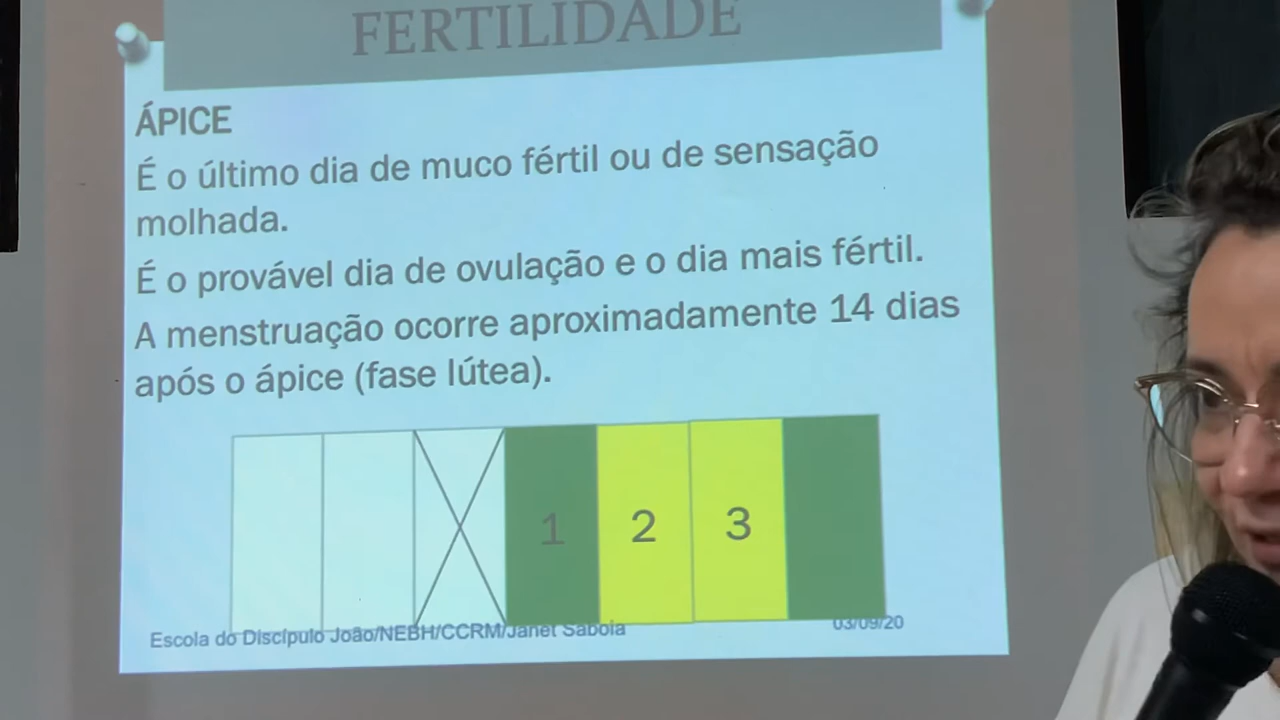 FERTILIDADE
ÁPICE
É o último dia de muco fértil ou de sensação
molhada.
É o provável dia de ovulação e o dia mais fértil.
A menstruação ocorre aproximadamente 14 dias
após o ápice (fase lútea).
1 2 3
Escola do Discípulo João/NEBH/CCRM/Janet Saboia
03/09/20